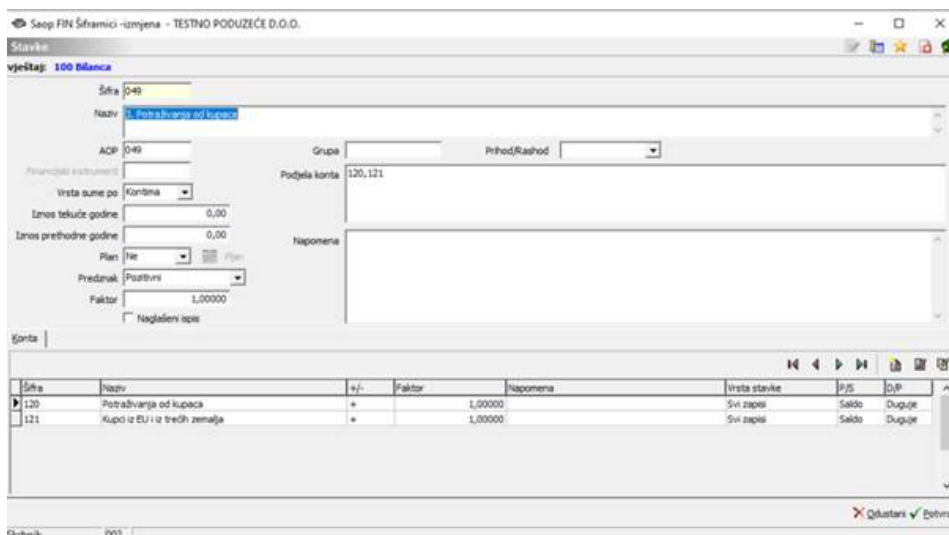 Saop FIN Šifrarnici -izmjena - TESTNO PODUZEĆE D.O.O.
Stavke
vještaj: 100 Bilanca
Šifra 049
Naziv 3. Potraživanja od kupaca
AOP 049 Grupa Prihod/Rashod
Financijski instrument Podjela konta 120,121
Vrsta sume po Kontima
Iznos tekuće godine 0,00
Iznos prethodne godine 0,00 Napomena
Plan Ne Plan
Predznak Pozitivni
Faktor 1,00000
Naglašeni ispis
Konta
Šifra Naziv +/- Faktor Napomena Vrsta stavke P/S D/P
120 Potraživanja od kupaca + 1,00000 Svi zapisi Saldo Duguje
121 Kupci iz EU i iz trećih zemalja + 1,00000 Svi zapisi Saldo Duguje
Odustani Potvrd
002